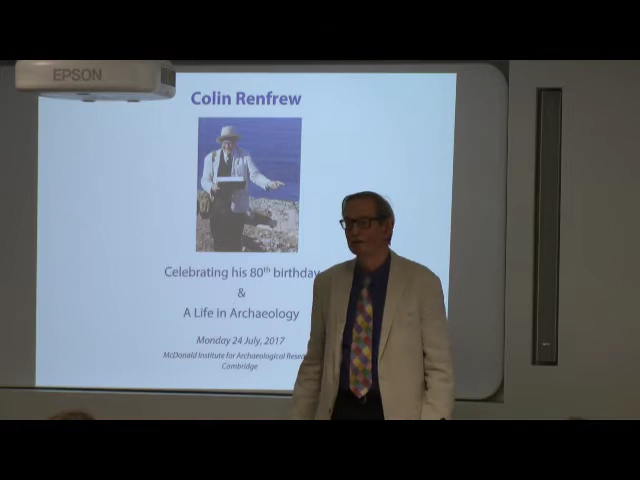 EPSON
Colin Renfrew
Celebrating his 80th birthday
&
A Life in Archaeology
Monday 24 July, 2017
McDonald Institute for Archaeological
Cambridge